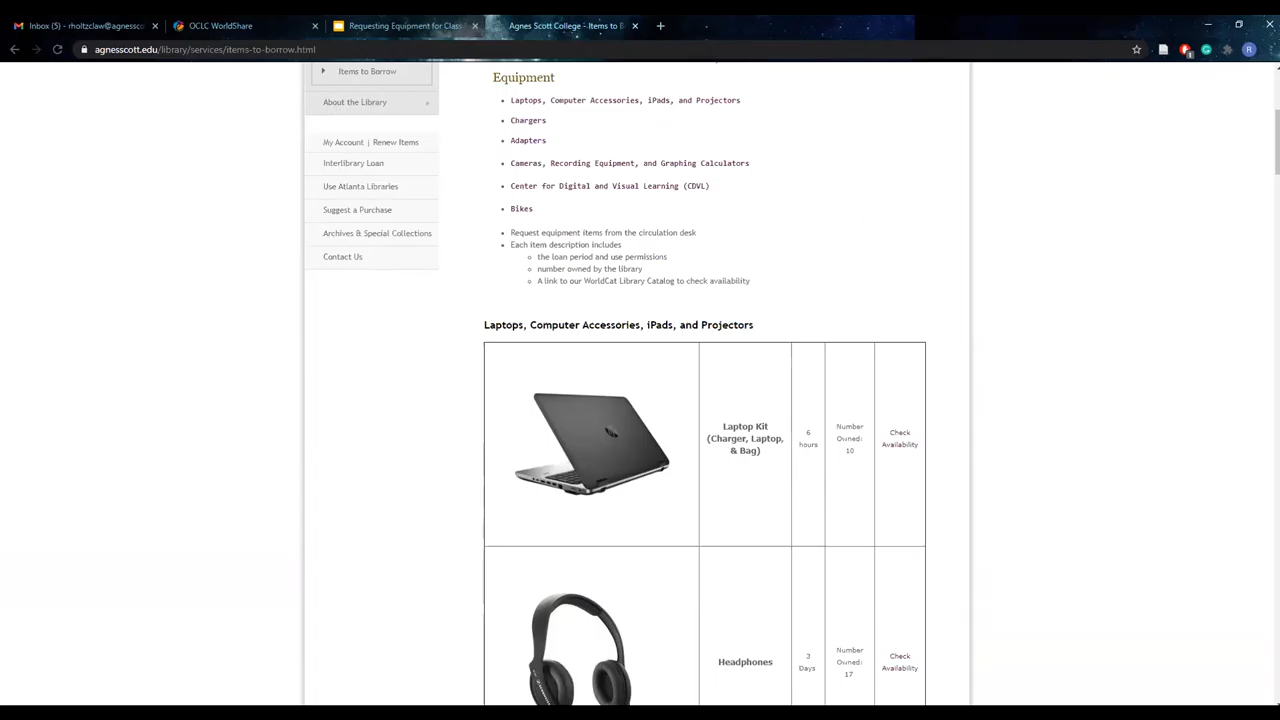 Inbox (5) - rholtzclaw@agnessc
OCLC WorldShare
Requesting Equipment for Class
Agnes Scott College - Items to B
agnesscott.edu/library/services/items-to-borrow.html
R
Items to Borrow
About the Library »
My Account | Renew Items
Interlibrary Loan
Use Atlanta Libraries
Suggest a Purchase
Archives & Special Collections
Contact Us
Equipment
Laptops, Computer Accessories, iPads, and Projectors
Chargers
Adapters
Cameras, Recording Equipment, and Graphing Calculators
Center for Digital and Visual Learning (CDVL)
Bikes
Request equipment items from the circulation desk
Each item description includes
the loan period and use permissions
number owned by the library
A link to our WorldCat Library Catalog to check availability
Laptops, Computer Accessories, iPads, and Projectors
Laptop Kit
(Charger, Laptop,
& Bag)
6
hours
Number
Owned:
10
Check
Availability
Headphones
3
Days
Number
Owned:
17
Check
Availability